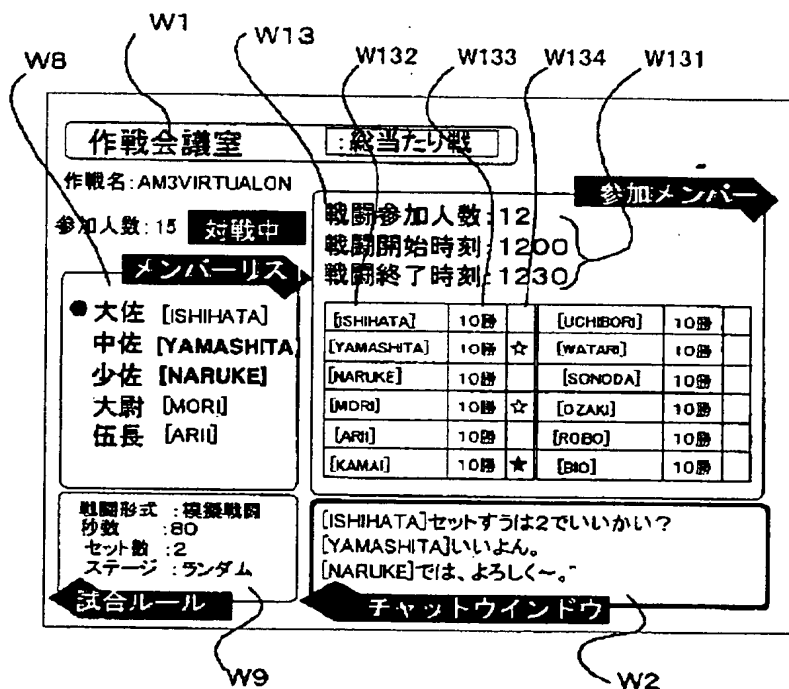 W1
W13
W8
W132
W133
W134
W131
作戦会議室
:総当たり戦
作戦名:AM3VIRTUALON
参加人数:15
対戦中
参加メンバー
戦闘参加人数:12
戦闘開始時刻:1200
戦闘終了時刻:1230
メンバーリス
●大佐 [ISHIHATA]
中佐 [YAMASHITA
少佐 [NARUKE]
大尉 [MORI]
伍長 [ARII]
[ISHIHATA] 10勝 [UCHIBORI] 10勝
[YAMASHITA] 10勝 ☆ [WATARI] 10勝
[NARUKE] 10勝 [SONODA] 10勝
[MORI] 10勝 ☆ [OZAKI] 10勝
[ARII] 10勝 [ROBO] 10勝
[KAMAI] 10勝 ★ [BIO] 10勝
戦闘形式 :模擬戦闘
秒数 :80
セット数 :2
ステージ :ランダム
試合ルール
[ISHIHATA]セットすうは2でいいかい?
[YAMASHITA]いいよん。
[NARUKE]では、よろしく~。
チャットウインドウ
W9
W2